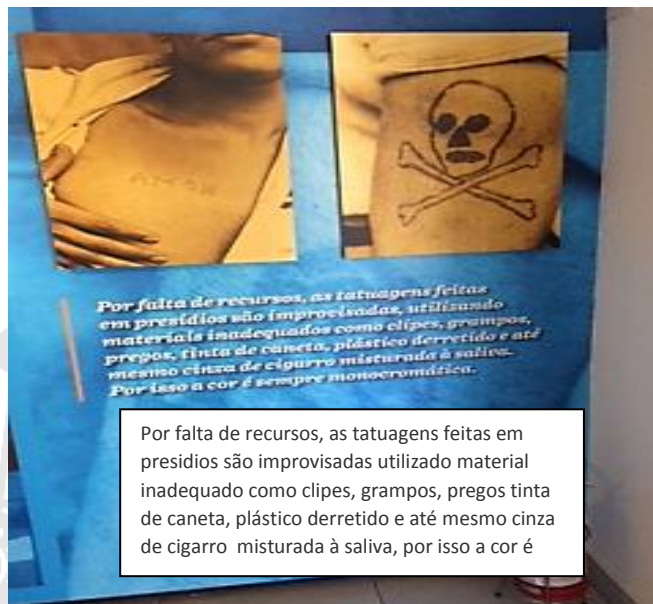 AMOR
Por falta de recursos, as tatuagens feitas
em presídios são improvisadas, utilizando
materiais inadequados como clipes, grampos,
pregos, tinta de caneta, plástico derretido e até
mesmo cinza de cigarro misturada à saliva.
Por isso a cor é sempre monocromática.
Por falta de recursos, as tatuagens feitas em
presidios são improvisadas utilizado material
inadequado como clipes, grampos, pregos tinta
de caneta, plástico derretido e até mesmo cinza
de cigarro misturada à saliva, por isso a cor é